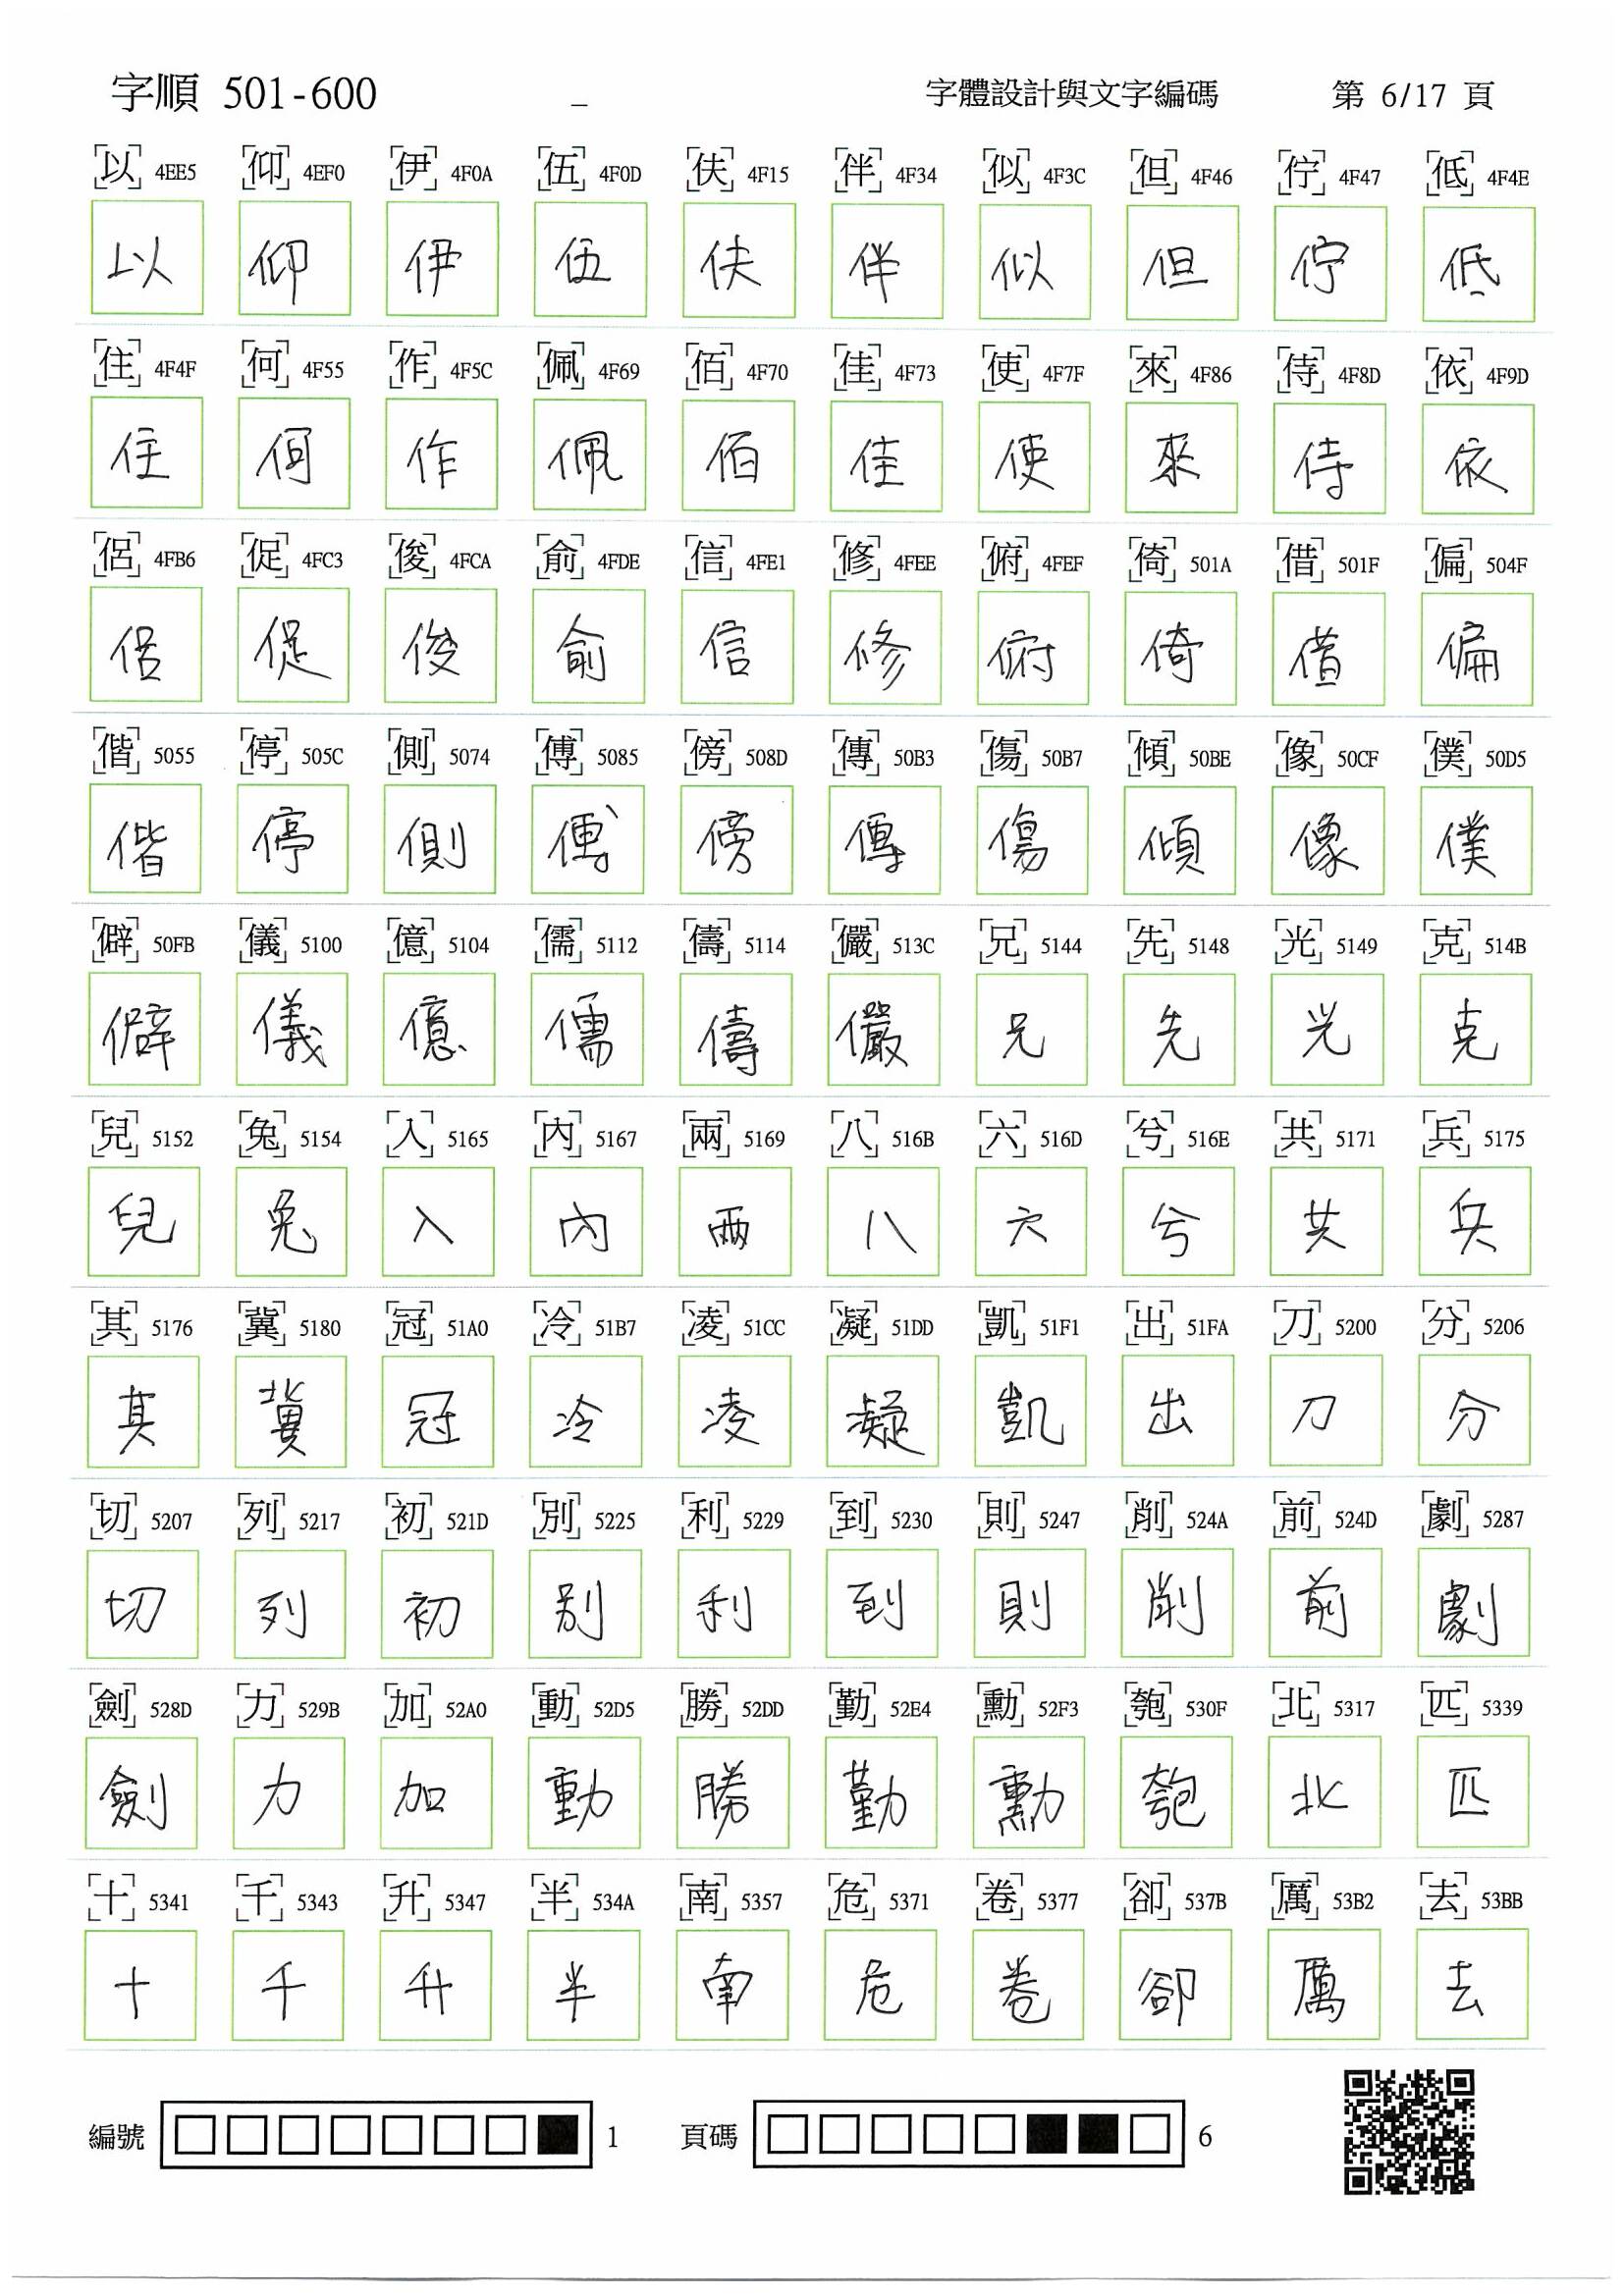 字順 501-600 _ 字體設計與文字編碼 第 6/17 頁
以 4EE5 仰 4EF0 伊 4F0A 伍 4F0D 伕 4F15 伴 4F34 似 4F3C 但 4F46 佇 4F47 低 4F4E
以 仰 伊 伍 伕 伴 似 但 佇 低
住 4F4F 何 4F55 作 4F5C 佩 4F69 佰 4F70 佳 4F73 使 4F7F 來 4F86 侍 4F8D 依 4F9D
住 何 作 佩 佰 佳 使 來 侍 依
侶 4FB6 促 4FC3 俊 4FCA 俞 4FDE 信 4FE1 修 4FEE 俯 4FEF 倚 501A 借 501F 偏 504F
侶 促 俊 俞 信 修 俯 倚 借 偏
偕 5055 停 505C 側 5074 傅 5085 傍 508D 傳 50B3 傷 50B7 傾 50BE 像 50CF 僕 50D5
偕 停 側 傅 傍 傳 傷 傾 像 僕
僻 50FB 儀 5100 億 5104 儒 5112 儔 5114 儼 513C 兄 5144 先 5148 光 5149 克 514B
僻 儀 億 儒 儔 儼 兄 先 光 克
兒 5152 兔 5154 入 5165 內 5167 兩 5169 八 516B 六 516D 兮 516E 共 5171 兵 5175
兒 兔 入 內 兩 八 六 兮 共 兵
其 5176 冀 5180 冠 51A0 冷 51B7 凌 51CC 凝 51DD 凱 51F1 出 51FA 刀 5200 分 5206
其 冀 冠 冷 凌 凝 凱 出 刀 分
切 5207 列 5217 初 521D 別 5225 利 5229 到 5230 則 5247 削 524A 前 524D 劇 5287
切 列 初 別 利 到 則 削 前 劇
劍 528D 力 529B 加 52A0 動 52D5 勝 52DD 勤 52E4 勳 52F3 匏 530F 北 5317 匹 5339
劍 力 加 動 勝 勤 勳 匏 北 匹
十 5341 千 5343 升 5347 半 534A 南 5357 危 5371 卷 5377 卻 537B 厲 53B2 去 53BB
十 千 升 半 南 危 卷 卻 厲 去
編號 1 頁碼 6